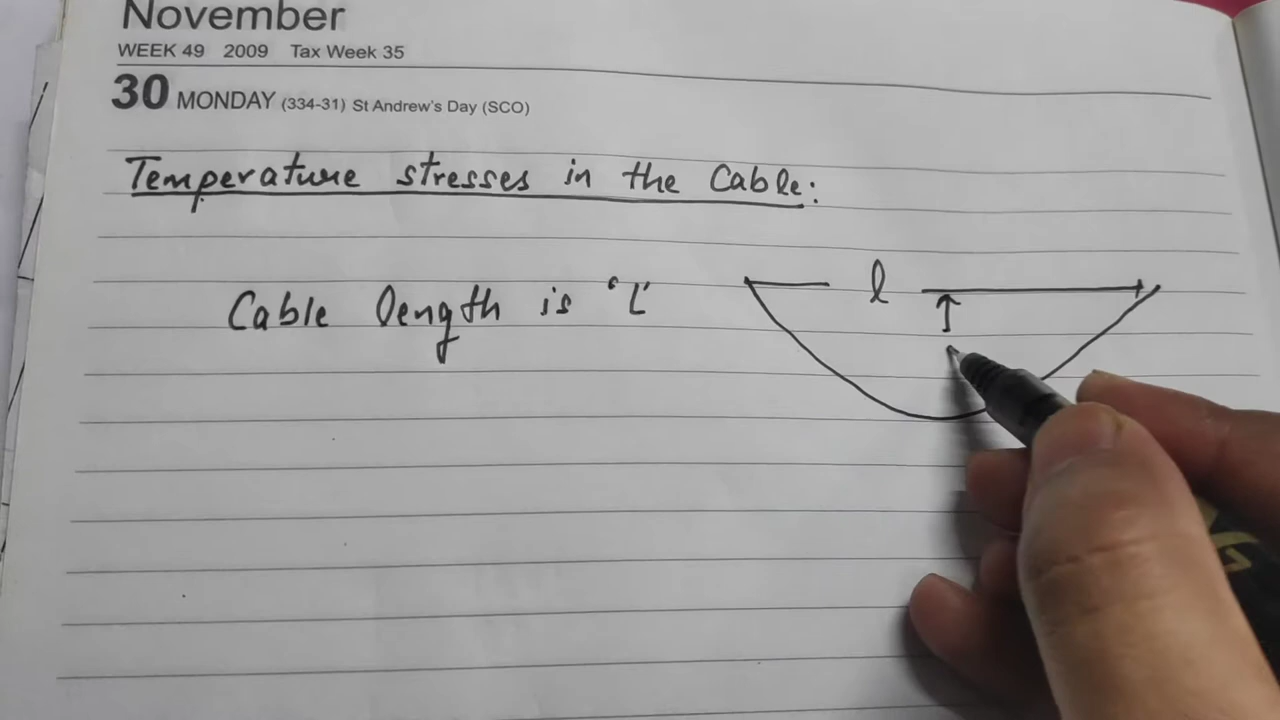 November
WEEK 49 2009 Tax Week 35
30 MONDAY (334-31) St Andrew's Day (SCO)
Temperature stresses in the Cable:
Cable length is 'L'
l